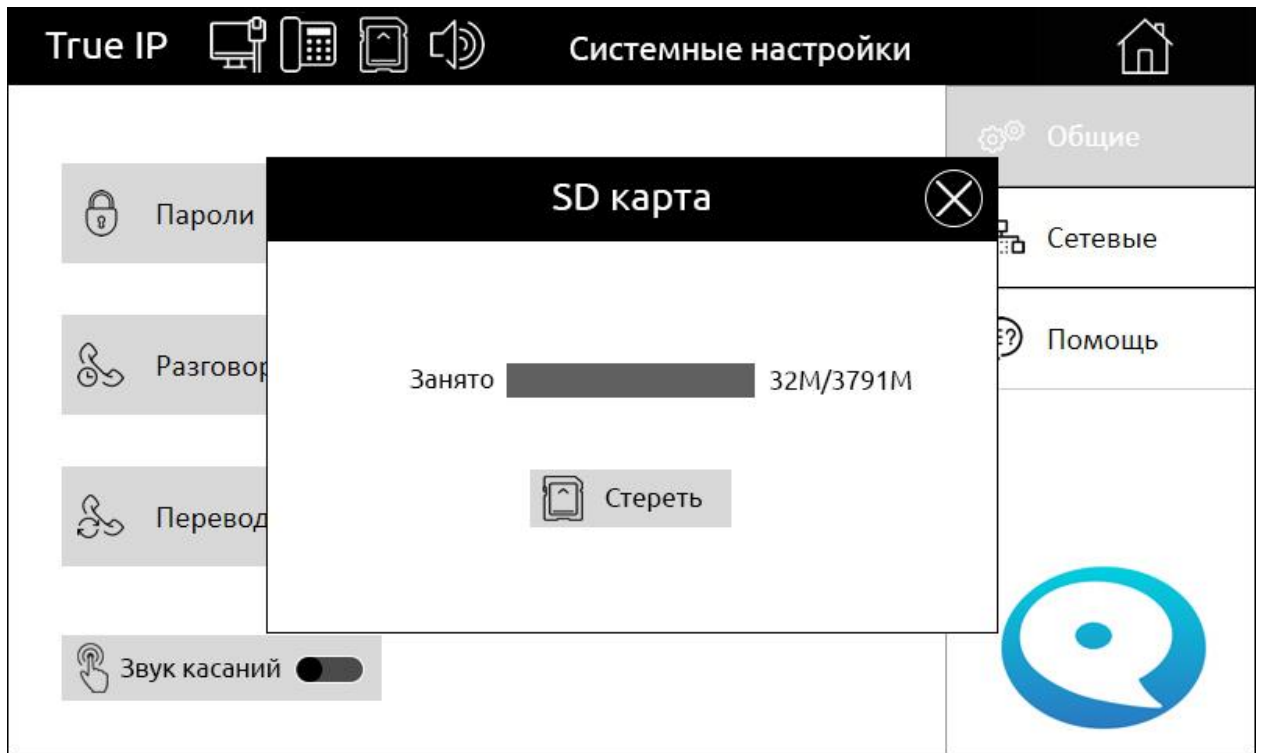 True IP Системные настройки
Общие
SD карта
Пароли
Сетевые
Разговор
Помощь
Занято 32M/3791M
Стереть
Перевод
Звук касаний